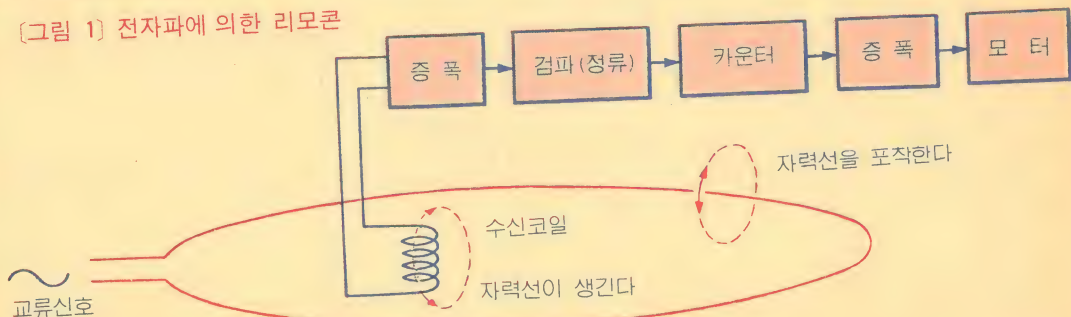 〔그림 1〕 전자파에 의한 리모콘
증 폭
검파(정류)
카운터
증 폭
모 터
자력선을 포착한다
수신코일
자력선이 생긴다
교류신호